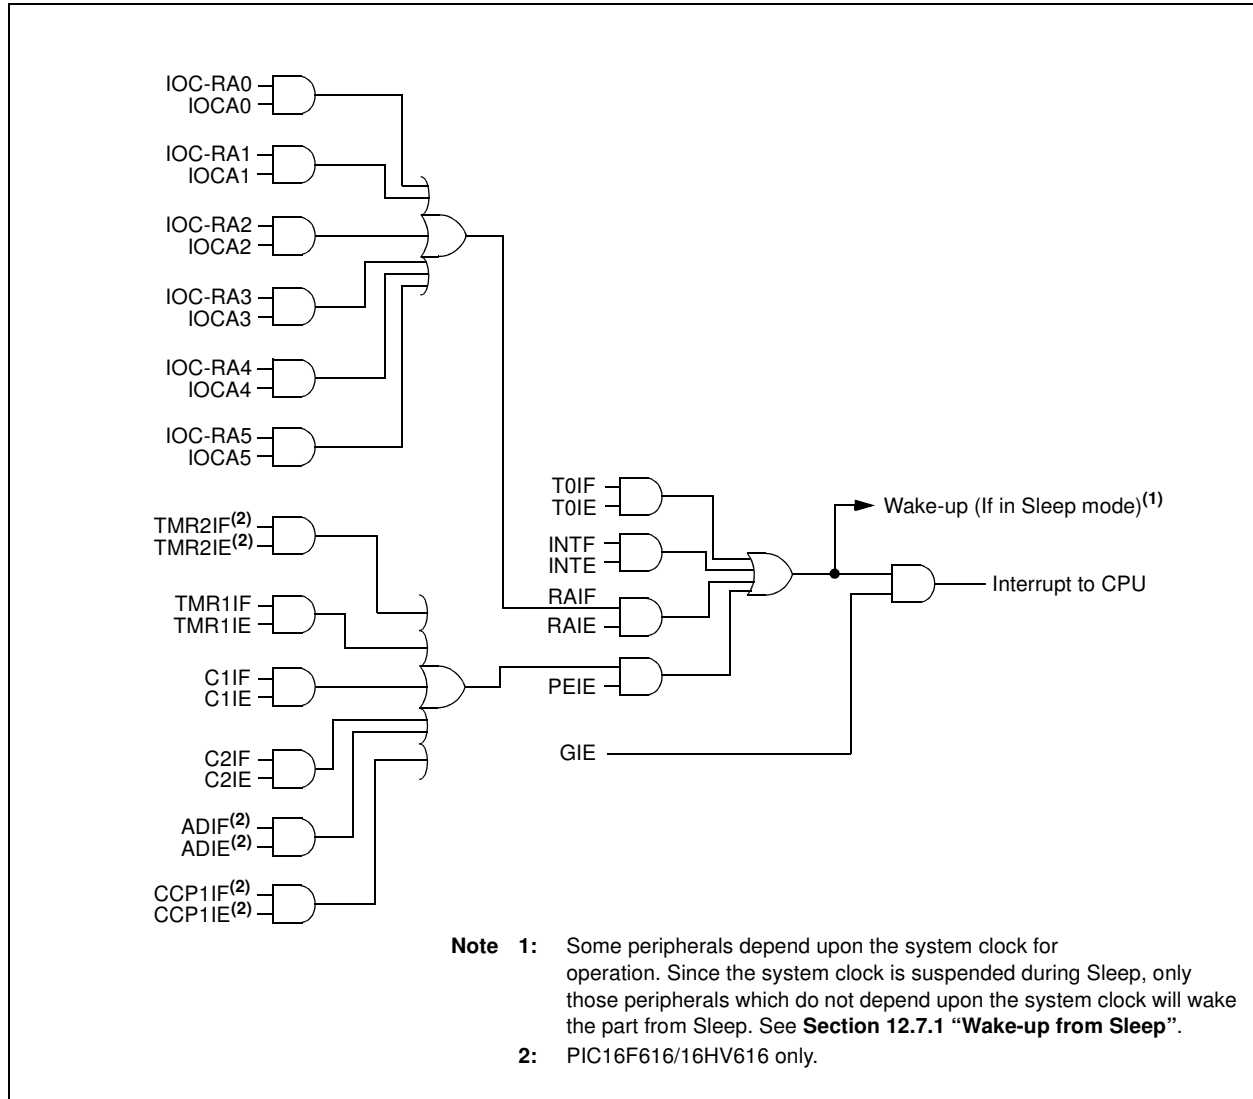 IOC-RA0
IOCA0
IOC-RA1
IOCA1
IOC-RA2
IOCA2
IOC-RA3
IOCA3
IOC-RA4
IOCA4
IOC-RA5
IOCA5
TMR2IF(2)
TMR2IE(2)
TMR1IF
TMR1IE
C1IF
C1IE
C2IF
C2IE
ADIF(2)
ADIE(2)
CCP1IF(2)
CCP1IE(2)
T0IF
T0IE
INTF
INTE
RAIF
RAIE
PEIE
GIE
Wake-up (If in Sleep mode)(1)
Interrupt to CPU
Note 1: Some peripherals depend upon the system clock for
operation. Since the system clock is suspended during Sleep, only
those peripherals which do not depend upon the system clock will wake
the part from Sleep. See Section 12.7.1 “Wake-up from Sleep”.
2: PIC16F616/16HV616 only.